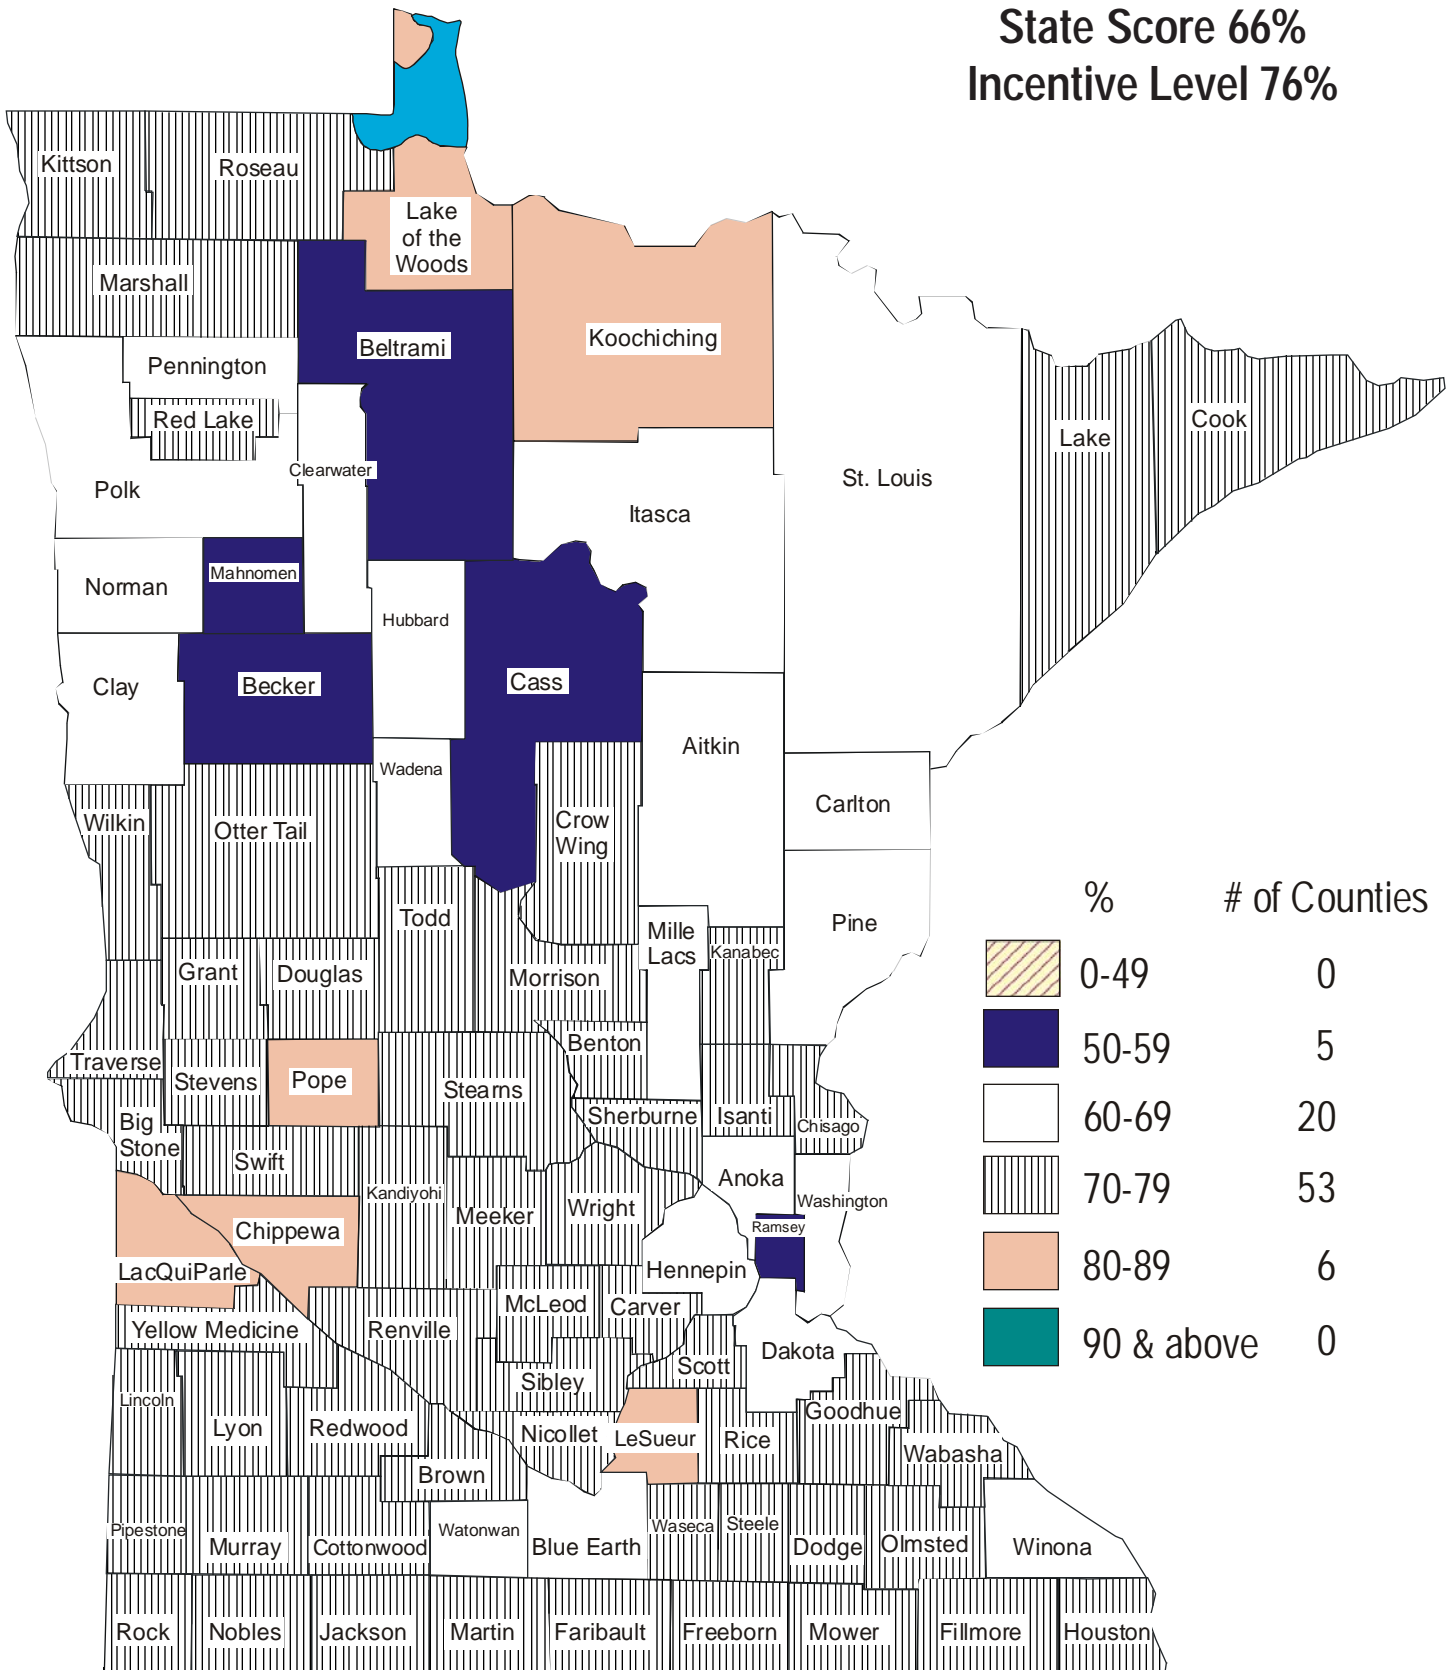 State Score 66%
Incentive Level 76%
Kittson
Roseau
Lake
of the
Woods
Marshall
Beltrami
Koochiching
Pennington
Red Lake
Clearwater
Polk
Itasca
St. Louis
Lake
Cook
Norman
Mahnomen
Hubbard
Clay
Becker
Cass
Aitkin
Wadena
Carlton
Wilkin
Otter Tail
Crow
Wing
Todd
Mille
Lacs
Kanabec
Pine
Grant
Douglas
Morrison
Benton
Traverse
Stevens
Pope
Stearns
Sherburne
Isanti
Chisago
Big
Stone
Swift
Kandiyohi
Meeker
Wright
Anoka
Washington
Ramsey
Chippewa
LacQuiParle
Hennepin
McLeod
Carver
Yellow Medicine
Renville
Scott
Dakota
Sibley
Lincoln
Lyon
Redwood
Nicollet
LeSueur
Rice
Goodhue
Wabasha
Brown
Pipestone
Murray
Cottonwood
Watonwan
Blue Earth
Waseca
Steele
Dodge
Olmsted
Winona
Rock
Nobles
Jackson
Martin
Faribault
Freeborn
Mower
Fillmore
Houston
% # of Counties
0-49 0
50-59 5
60-69 20
70-79 53
80-89 6
90 & above 0